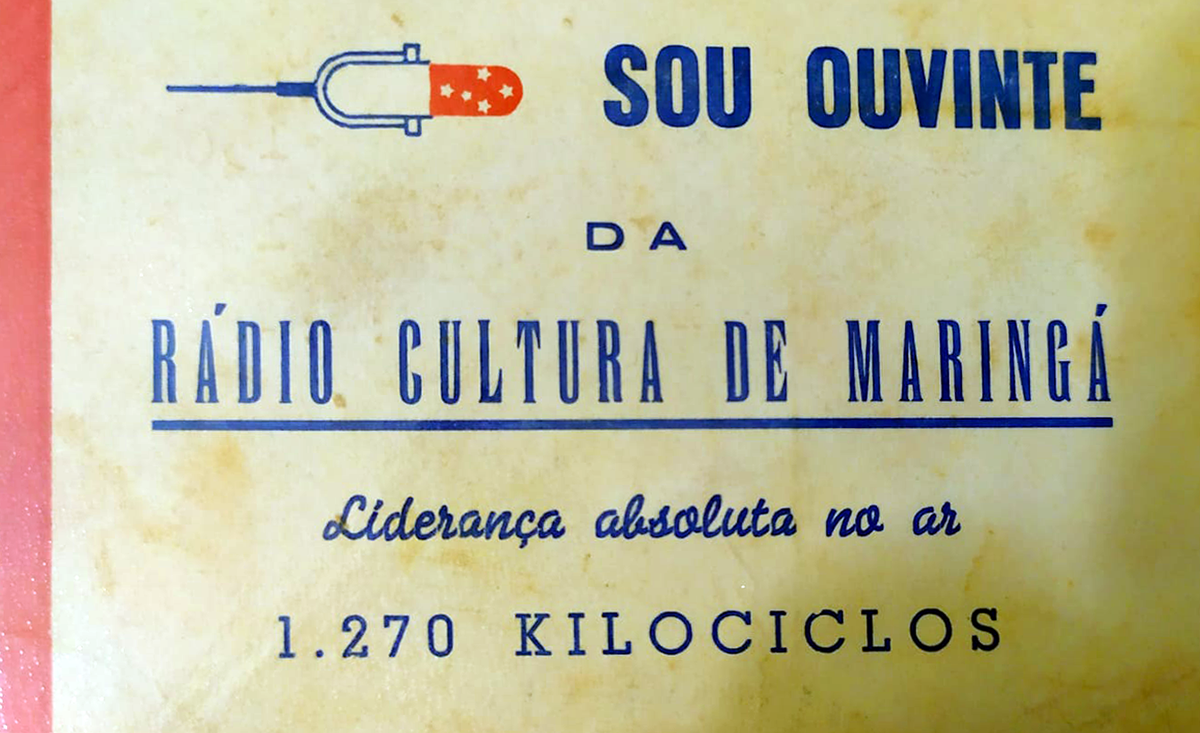 SOU OUVINTE
DA
RÁDIO CULTURA DE MARINGÁ
Liderança absoluta no ar
1.270 KILOCICLOS